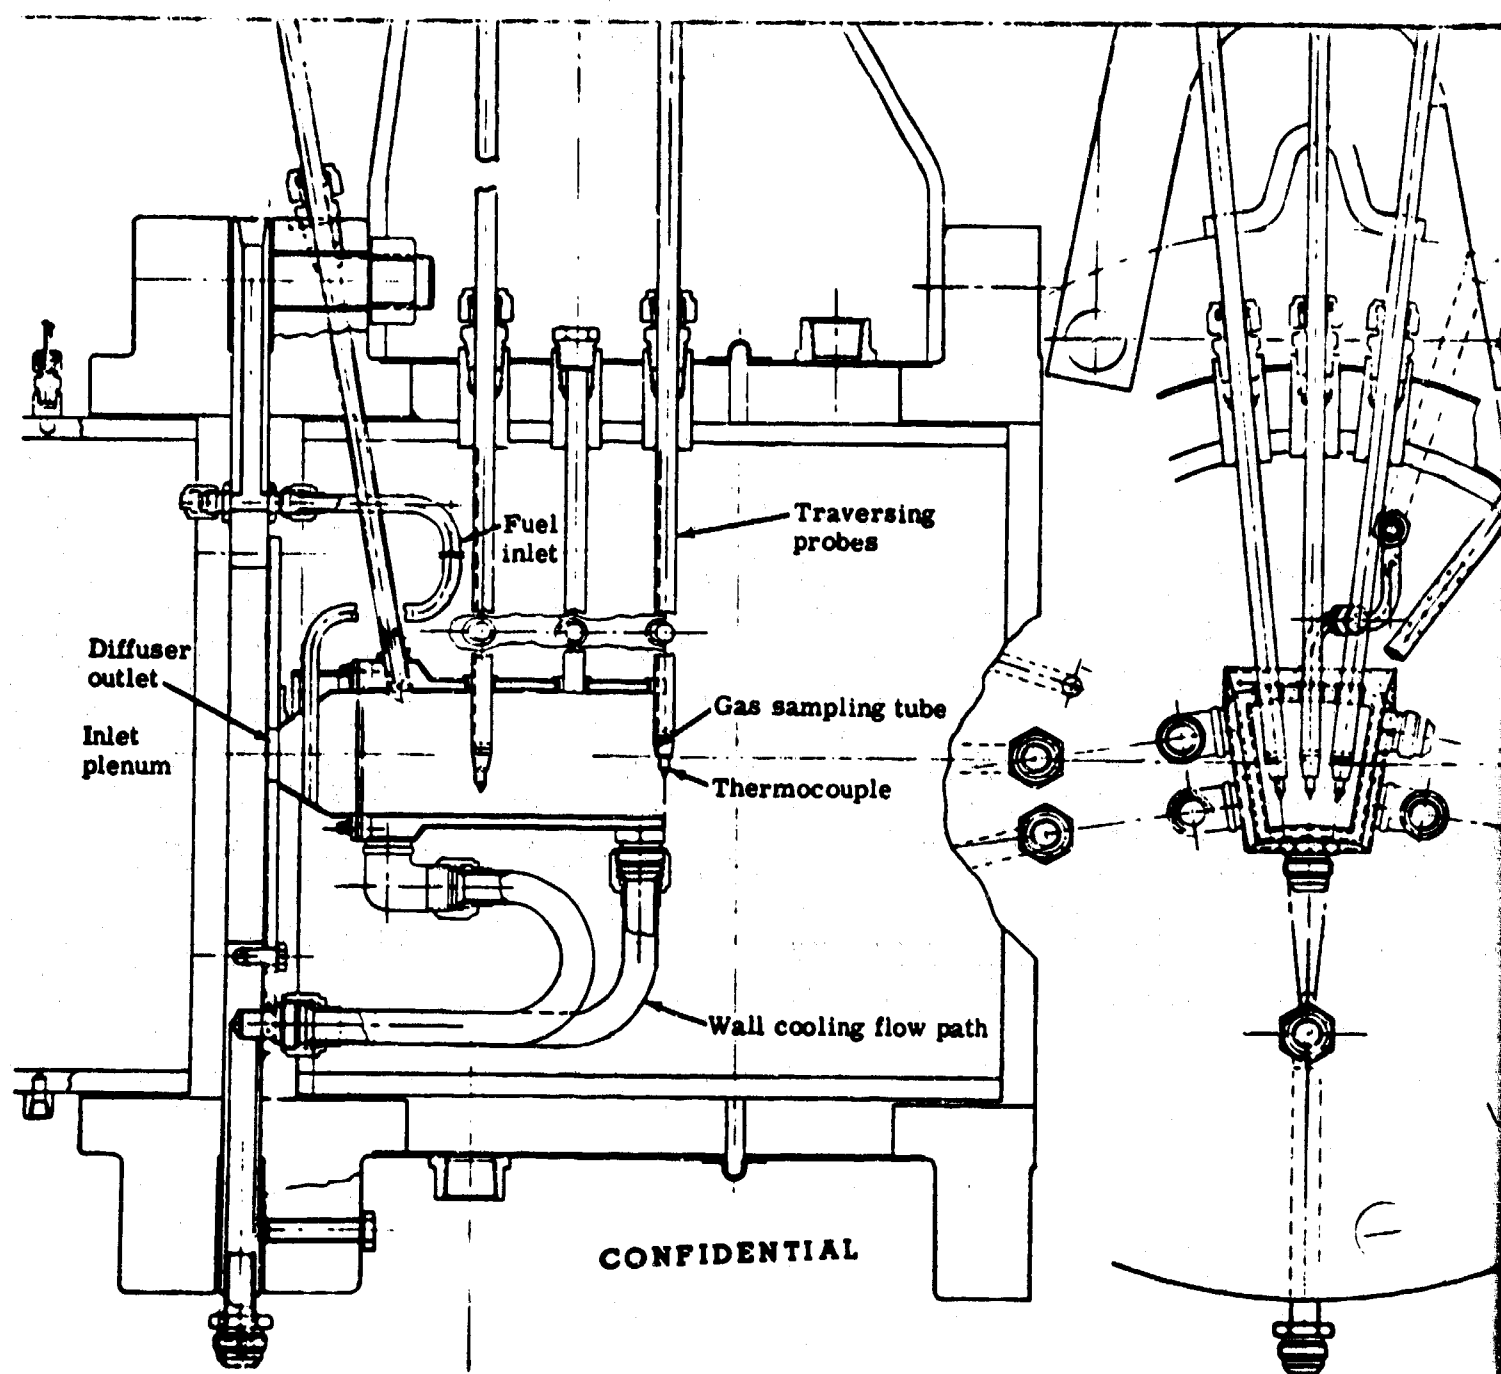 Fuel
inlet
Traversing
probes
Diffuser
outlet
Inlet
plenum
Gas sampling tube
Thermocouple
Wall cooling flow path
CONFIDENTIAL